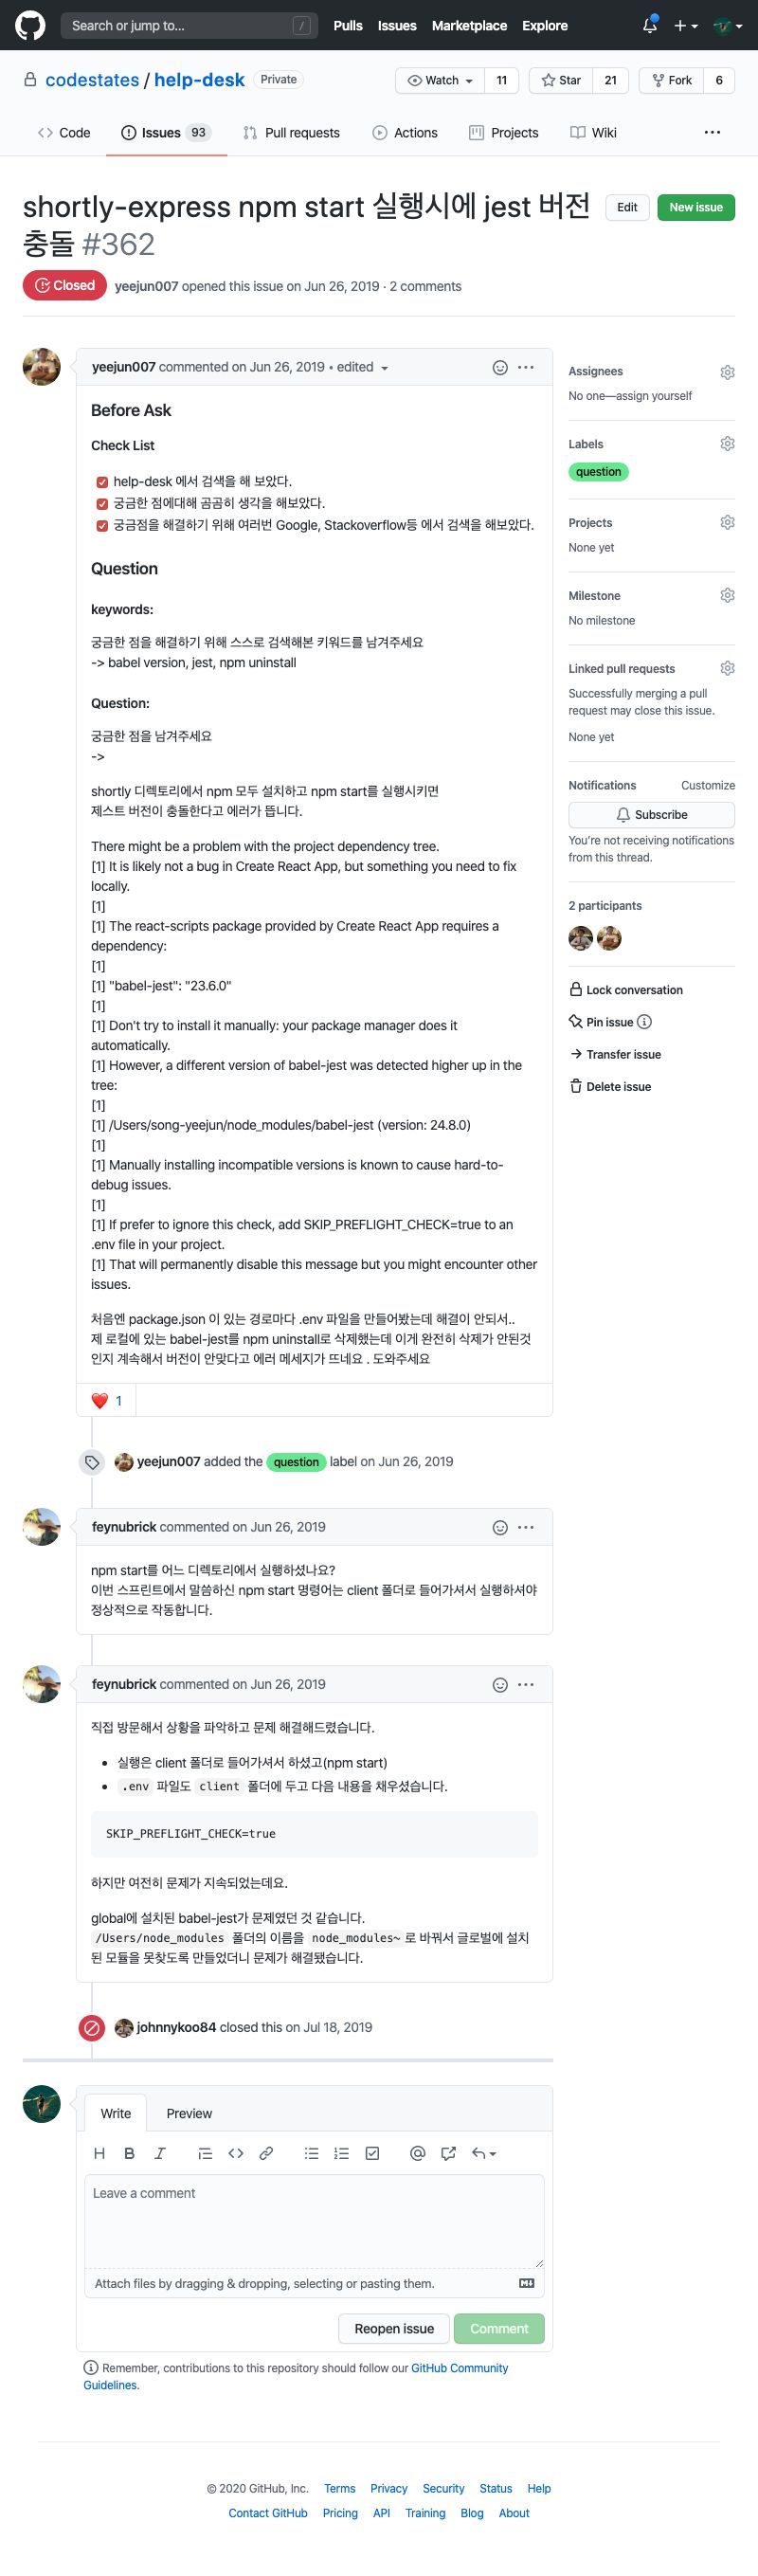 Search or jump to... /
Pulls Issues Marketplace Explore
codestates / help-desk Private
Watch 11 Star 21 Fork 6
Code Issues 93 Pull requests Actions Projects Wiki ...
shortly-express npm start 실행시에 jest 버전
충돌 #362
Edit New issue
Closed yeejun007 opened this issue on Jun 26, 2019 · 2 comments
yeejun007 commented on Jun 26, 2019 • edited
Before Ask
Check List
help-desk 에서 검색을 해 보았다.
궁금한 점에대해 곰곰히 생각을 해보았다.
궁금점을 해결하기 위해 여러번 Google, Stackoverflow등 에서 검색을 해보았다.
Question
keywords:
궁금한 점을 해결하기 위해 스스로 검색해본 키워드를 남겨주세요
-> babel version, jest, npm uninstall
Question:
궁금한 점을 남겨주세요
->
shortly 디렉토리에서 npm 모두 설치하고 npm start를 실행시키면
제스트 버전이 충돌한다고 에러가 뜹니다.
There might be a problem with the project dependency tree.
[1] It is likely not a bug in Create React App, but something you need to fix
locally.
[1]
[1] The react-scripts package provided by Create React App requires a
dependency:
[1]
[1] "babel-jest": "23.6.0"
[1]
[1] Don't try to install it manually: your package manager does it
automatically.
[1] However, a different version of babel-jest was detected higher up in the
tree:
[1]
[1] /Users/song-yeejun/node_modules/babel-jest (version: 24.8.0)
[1]
[1] Manually installing incompatible versions is known to cause hard-to-
debug issues.
[1]
[1] If prefer to ignore this check, add SKIP_PREFLIGHT_CHECK=true to an
.env file in your project.
[1] That will permanently disable this message but you might encounter other
issues.
처음엔 package.json 이 있는 경로마다 .env 파일을 만들어봤는데 해결이 안되서..
제 로컬에 있는 babel-jest를 npm uninstall로 삭제했는데 이게 완전히 삭제가 안된것
인지 계속해서 버전이 안맞다고 에러 메세지가 뜨네요 . 도와주세요
1
Assignees
No one—assign yourself
Labels
question
Projects
None yet
Milestone
No milestone
Linked pull requests
Successfully merging a pull
request may close this issue.
None yet
Notifications Customize
Subscribe
You're not receiving notifications
from this thread.
2 participants
Lock conversation
Pin issue
Transfer issue
Delete issue
yeejun007 added the question label on Jun 26, 2019
feynubrick commented on Jun 26, 2019
npm start를 어느 디렉토리에서 실행하셨나요?
이번 스프린트에서 말씀하신 npm start 명령어는 client 폴더로 들어가셔서 실행하셔야
정상적으로 작동합니다.
feynubrick commented on Jun 26, 2019
직접 방문해서 상황을 파악하고 문제 해결해드렸습니다.
• 실행은 client 폴더로 들어가셔서 하셨고(npm start)
• .env 파일도 client 폴더에 두고 다음 내용을 채우셨습니다.
SKIP_PREFLIGHT_CHECK=true
하지만 여전히 문제가 지속되었는데요.
global에 설치된 babel-jest가 문제였던 것 같습니다.
/Users/node_modules 폴더의 이름을 node_modules~ 로 바꿔서 글로벌에 설치
된 모듈을 못찾도록 만들었더니 문제가 해결됐습니다.
johnnykoo84 closed this on Jul 18, 2019
Write Preview
Leave a comment
Attach files by dragging & dropping, selecting or pasting them.
Reopen issue Comment
Remember, contributions to this repository should follow our GitHub Community
Guidelines.
© 2020 GitHub, Inc. Terms Privacy Security Status Help
Contact GitHub Pricing API Training Blog About